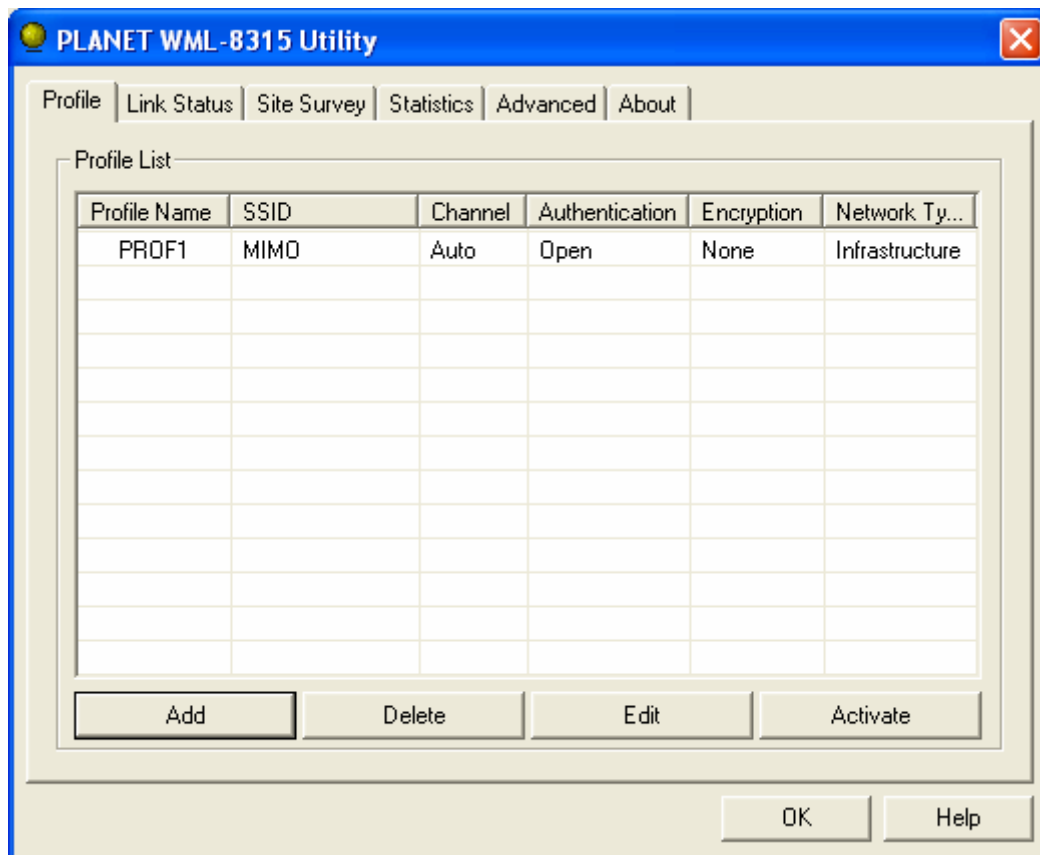 PLANET WML-8315 Utility
Profile Link Status Site Survey Statistics Advanced About
Profile List
Profile Name SSID Channel Authentication Encryption Network Ty...
PROF1 MIMO Auto Open None Infrastructure
Add Delete Edit Activate
OK Help